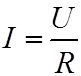 I = U/R